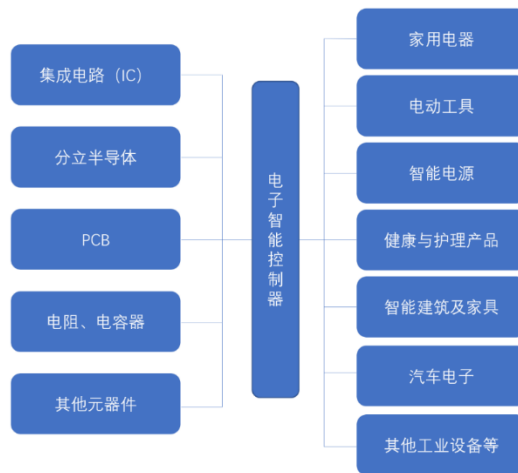 集成电路（IC）
分立半导体
PCB
电阻、电容器
其他元器件
电子智能控制器
家用电器
电动工具
智能电源
健康与护理产品
智能建筑及家具
汽车电子
其他工业设备等